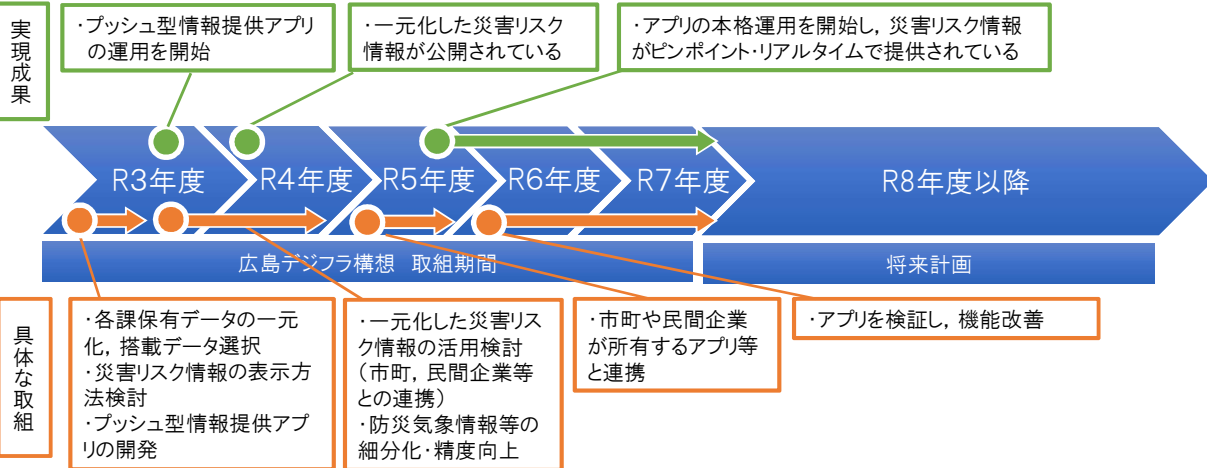 実現成果
・プッシュ型情報提供アプリ
の運用を開始
・一元化した災害リスク
情報が公開されている
・アプリの本格運用を開始し，災害リスク情報
がピンポイント・リアルタイムで提供されている
R3年度
R4年度
R5年度
R6年度
R7年度
R8年度以降
広島デジフラ構想 取組期間
将来計画
具体な取組
・各課保有データの一元
化，搭載データ選択
・災害リスク情報の表示方
法検討
・プッシュ型情報提供アプ
リの開発
・一元化した災害リス
ク情報の活用検討
（市町，民間企業等
との連携）
・防災気象情報等の
細分化・精度向上
・市町や民間企業
が所有するアプリ等
と連携
・アプリを検証し，機能改善